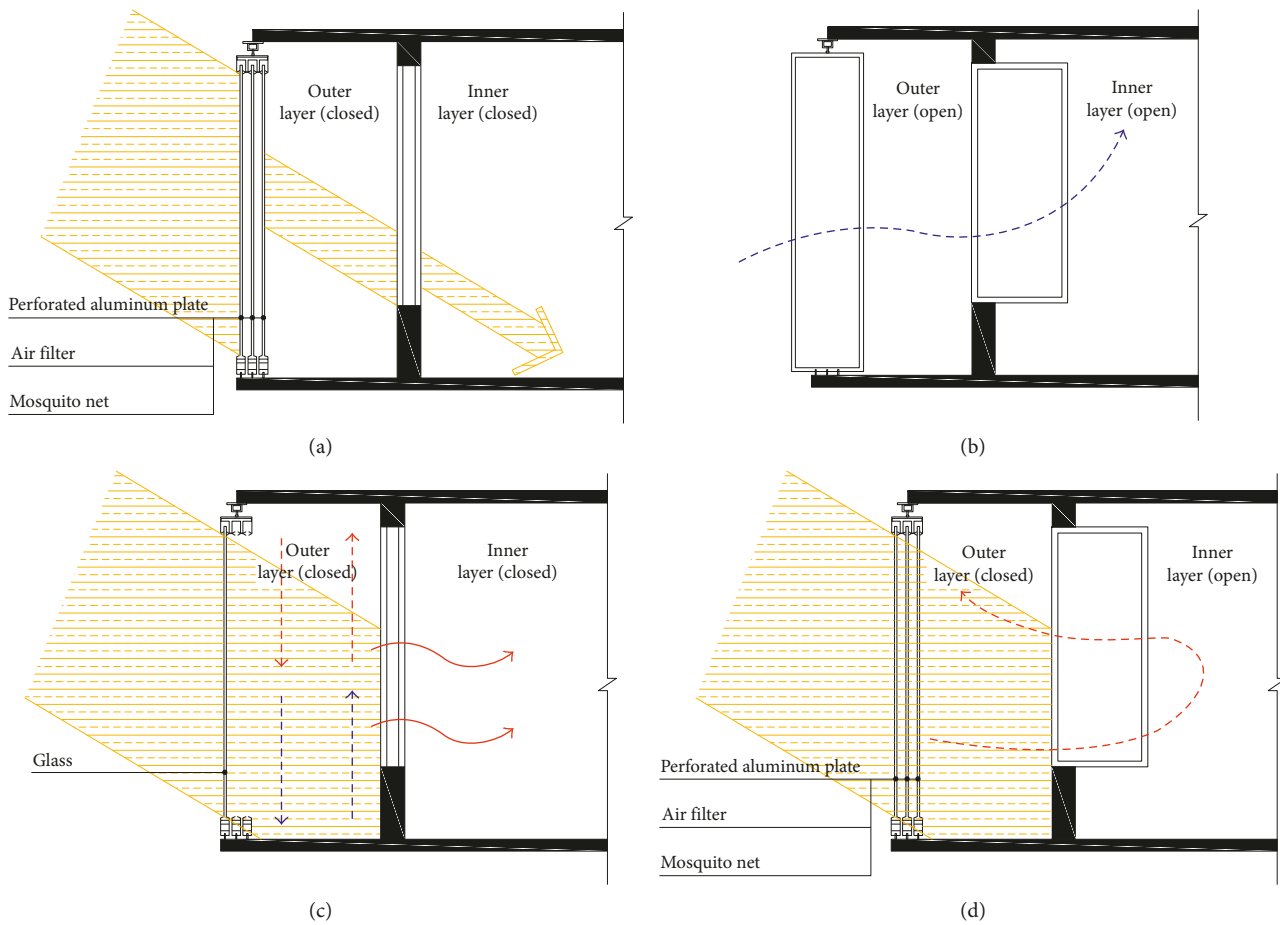 Outer
layer (closed)
Inner
layer (closed)
Perforated aluminum plate
Air filter
Mosquito net
(a)
Outer
layer (open)
Inner
layer (open)
(b)
Outer
layer (closed)
Inner
layer (closed)
Glass
(c)
Outer
layer (closed)
Inner
layer (open)
Perforated aluminum plate
Air filter
Mosquito net
(d)